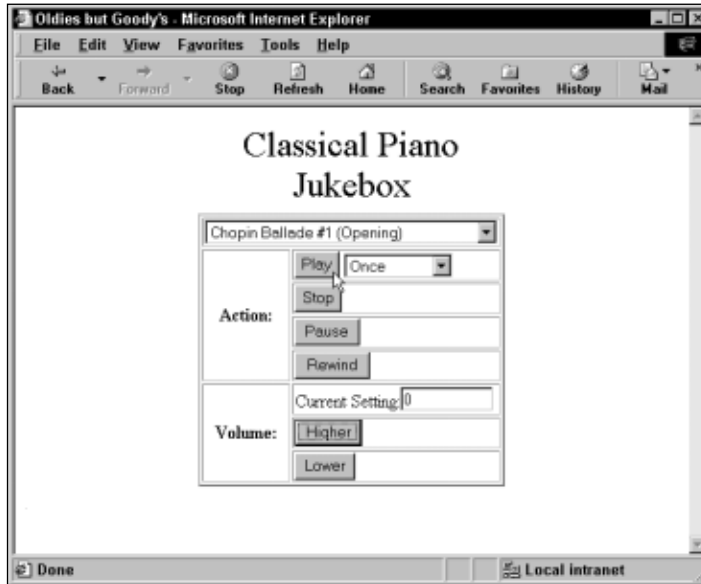 Oldies but Goody's - Microsoft Internet Explorer
File Edit View Favorites Tools Help
Back Forward Stop Refresh Home Search Favorites History Mail
Classical Piano
Jukebox
Chopin Ballade #1 (Opening)
Action:
Play Once
Stop
Pause
Rewind
Volume:
Current Setting: 0
Higher
Lower
Done Local intranet